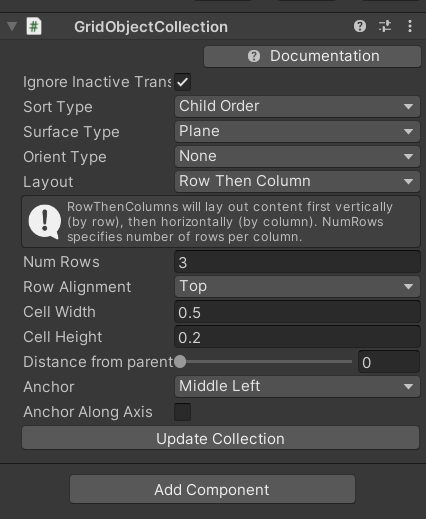 GridObjectCollection
Documentation
Ignore Inactive Trans
Sort Type Child Order
Surface Type Plane
Orient Type None
Layout Row Then Column
RowThenColumns will lay out content first vertically
(by row), then horizontally (by column). NumRows
specifies number of rows per column.
Num Rows 3
Row Alignment Top
Cell Width 0.5
Cell Height 0.2
Distance from parent 0
Anchor Middle Left
Anchor Along Axis
Update Collection
Add Component